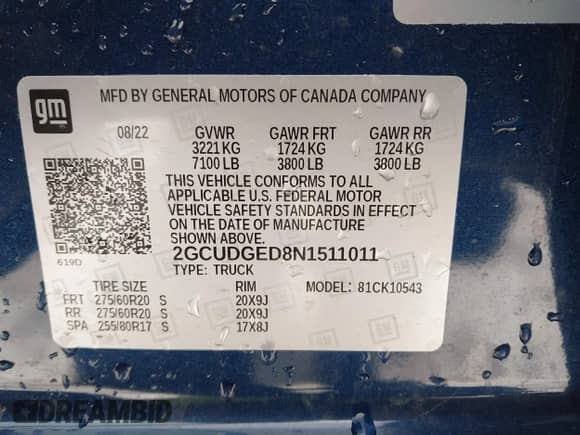 gm
MFD BY GENERAL MOTORS OF CANADA COMPANY
08/22 GVWR GAWR FRT GAWR RR
3221 KG 1724 KG 1724 KG
7100 LB 3800 LB 3800 LB
THIS VEHICLE CONFORMS TO ALL
APPLICABLE U.S. FEDERAL MOTOR
VEHICLE SAFETY STANDARDS IN EFFECT
ON THE DATE OF MANUFACTURE
SHOWN ABOVE.
619D
2GCUDGED8N1511011
TYPE: TRUCK
TIRE SIZE RIM MODEL: 81CK10543
FRT 275/60R20 S 20X9J
RR 275/60R20 S 20X9J
SPA 255/80R17 S 17X8J
DREAMBID